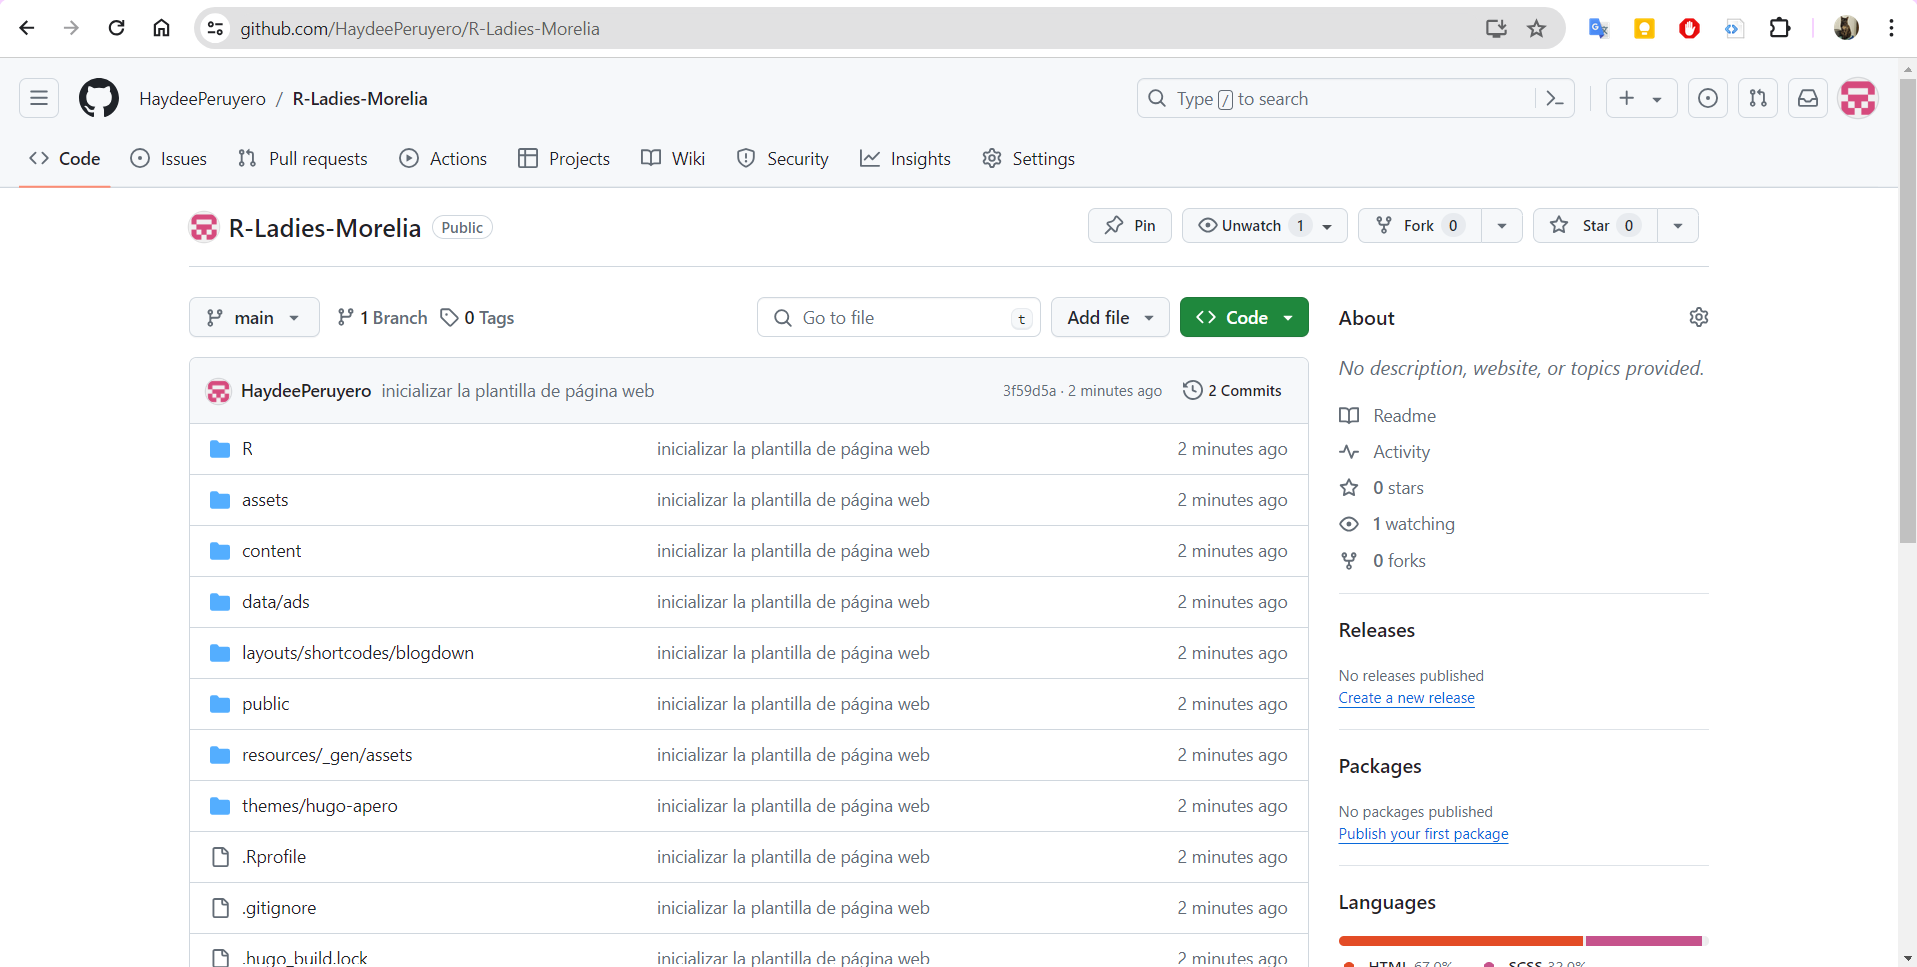 github.com/HaydeePeruyero/R-Ladies-Morelia
HaydeePeruyero / R-Ladies-Morelia
Type / to search
Code Issues Pull requests Actions Projects Wiki Security Insights Settings
R-Ladies-Morelia Public
Pin Unwatch 1 Fork 0 Star 0
main 1 Branch 0 Tags Go to file t Add file Code
HaydeePeruyero inicializar la plantilla de página web 3f59d5a · 2 minutes ago 2 Commits
R inicializar la plantilla de página web 2 minutes ago
assets inicializar la plantilla de página web 2 minutes ago
content inicializar la plantilla de página web 2 minutes ago
data/ads inicializar la plantilla de página web 2 minutes ago
layouts/shortcodes/blogdown inicializar la plantilla de página web 2 minutes ago
public inicializar la plantilla de página web 2 minutes ago
resources/_gen/assets inicializar la plantilla de página web 2 minutes ago
themes/hugo-apero inicializar la plantilla de página web 2 minutes ago
.Rprofile inicializar la plantilla de página web 2 minutes ago
.gitignore inicializar la plantilla de página web 2 minutes ago
.hugo_build.lock inicializar la plantilla de página web 2 minutes ago
About
No description, website, or topics provided.
Readme
Activity
0 stars
1 watching
0 forks
Releases
No releases published
Create a new release
Packages
No packages published
Publish your first package
Languages
HTML 67.0% SCSS 32.0%